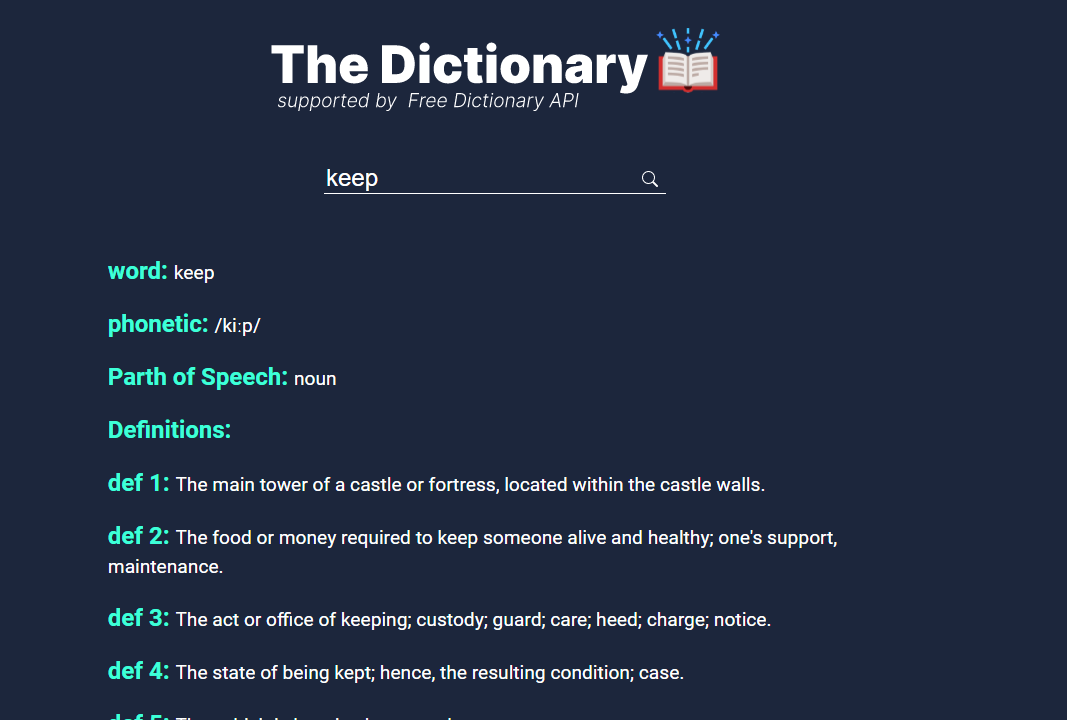 The Dictionary
supported by Free Dictionary API
keep
word: keep
phonetic: /kiːp/
Parth of Speech: noun
Definitions:
def 1: The main tower of a castle or fortress, located within the castle walls.
def 2: The food or money required to keep someone alive and healthy; one's support,
maintenance.
def 3: The act or office of keeping; custody; guard; care; heed; charge; notice.
def 4: The state of being kept; hence, the resulting condition; case.
def 5: